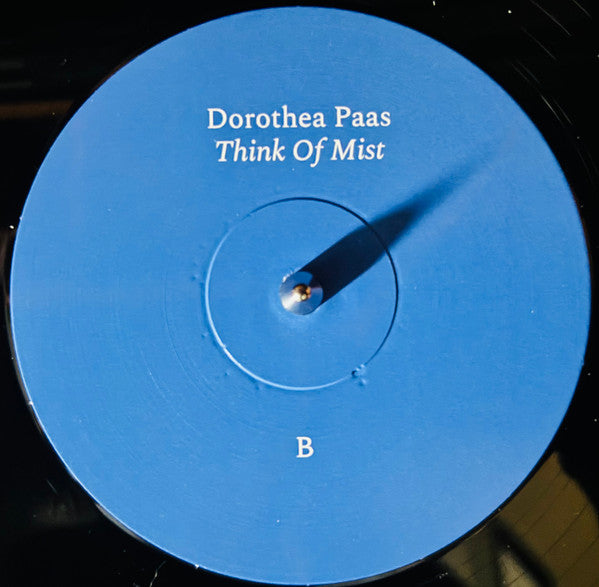 Dorothea Paas
Think Of Mist
B